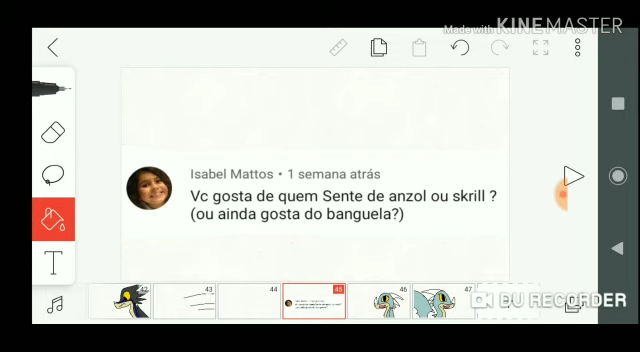 Made with KINEMASTER
Isabel Mattos • 1 semana atrás
Vc gosta de quem Sente de anzol ou skrill ?
(ou ainda gosta do banguela?)
T
42 43 44 45 46 47
DU RECORDER